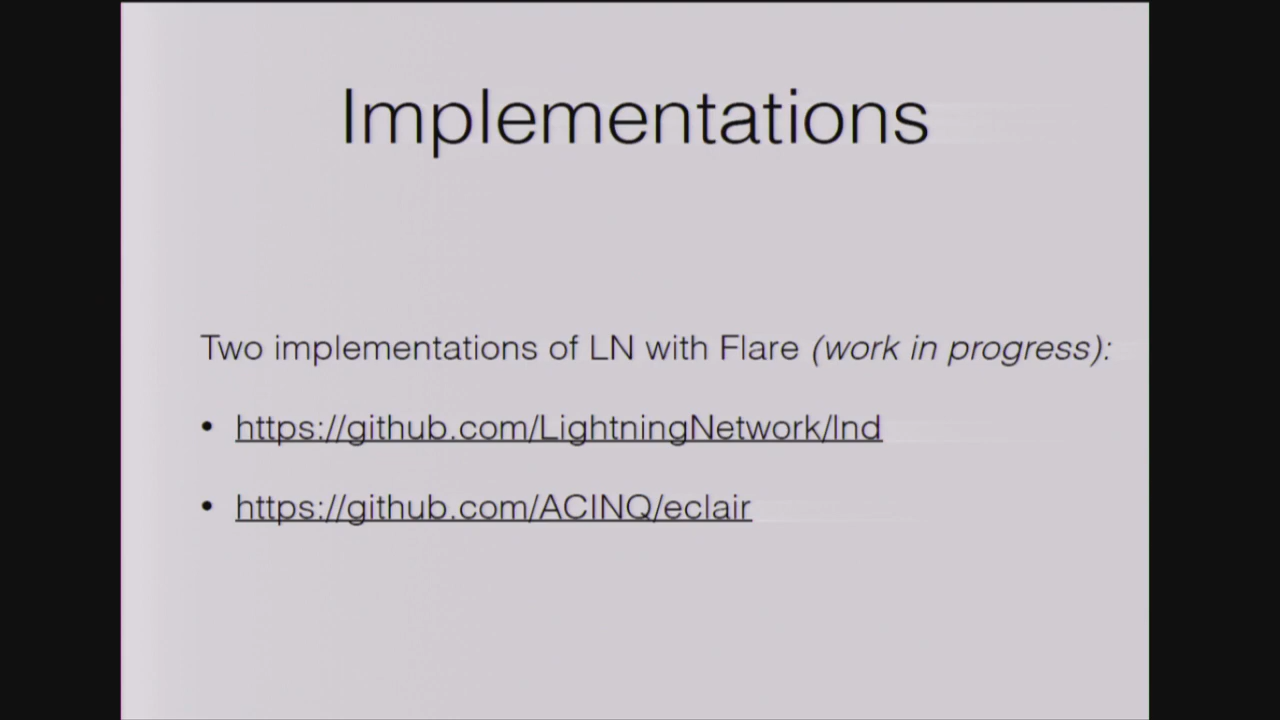 Implementations
Two implementations of LN with Flare (work in progress):
• https://github.com/LightningNetwork/lnd
• https://github.com/ACINQ/eclair